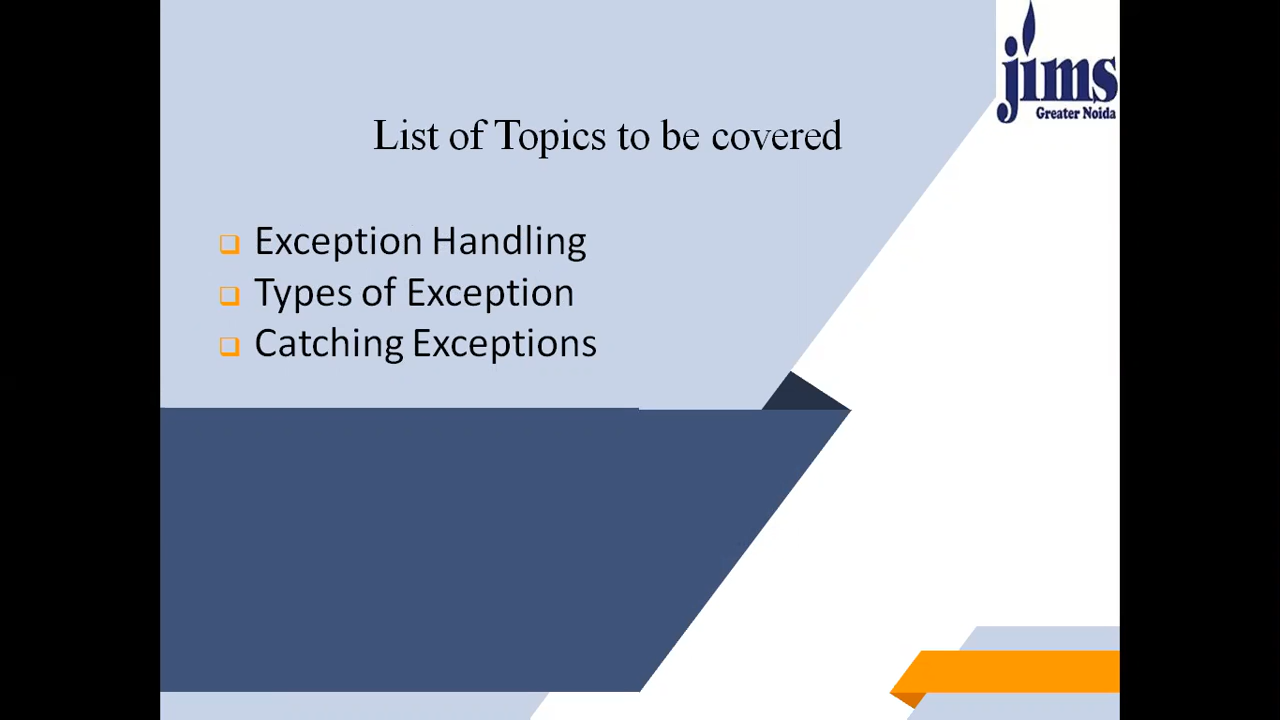 jims
Greater Noida
List of Topics to be covered
Exception Handling
Types of Exception
Catching Exceptions